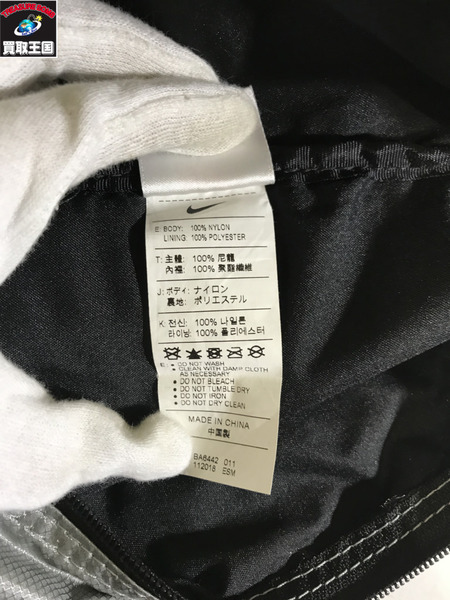 TREASURE KING
買取王国
E: BODY: 100% NYLON
LINING: 100% POLYESTER
T: 主體: 100% 尼龍
內裡: 100% 聚酯纖維
J: ボディ: ナイロン
裏地: ポリエステル
K: 전신: 100% 나일론
라이닝: 100% 폴리에스터
E: • DO NOT WASH
• CLEAN WITH DAMP CLOTH
AS NECESSARY
• DO NOT BLEACH
• DO NOT TUMBLE DRY
• DO NOT IRON
• DO NOT DRY CLEAN
MADE IN CHINA
中国製
BA6442 011
112018 ESM